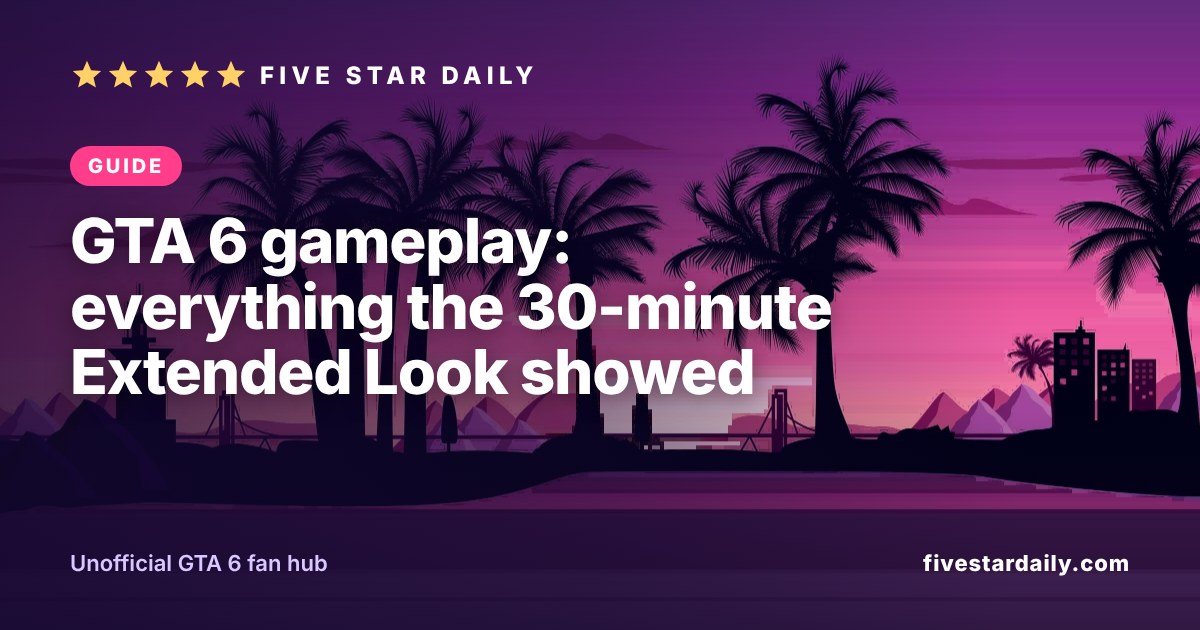 FIVE STAR DAILY
GUIDE
GTA 6 gameplay:
everything the 30-minute
Extended Look showed
Unofficial GTA 6 fan hub
fivestardaily.com